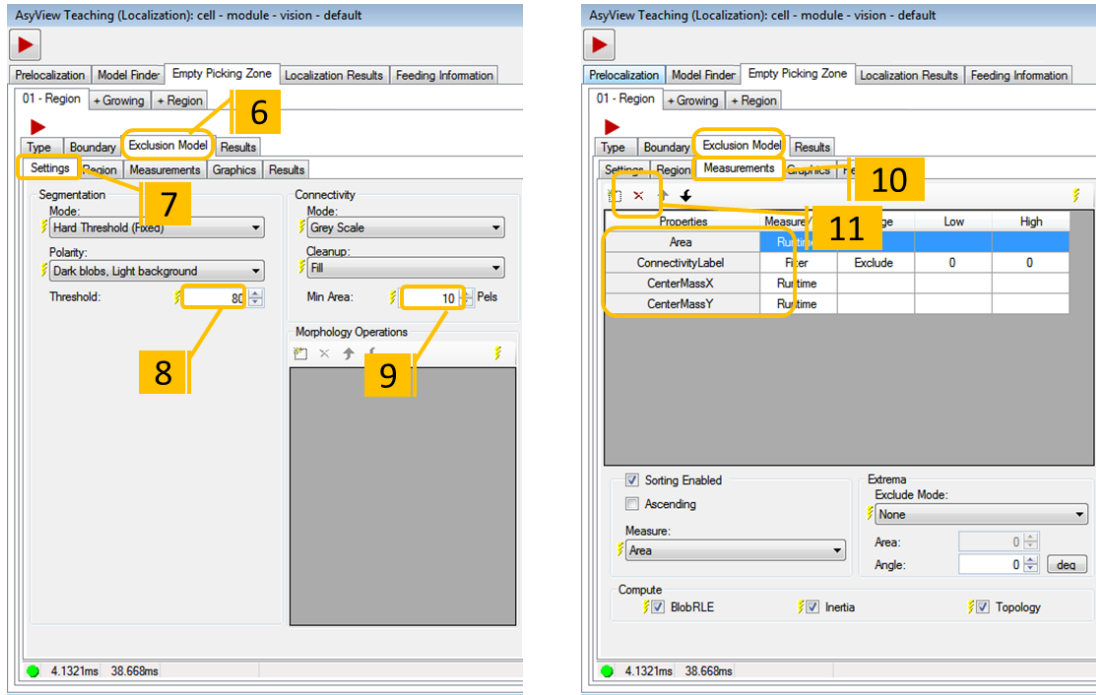 AsyView Teaching (Localization): cell - module - vision - default
Prelocalization Model Finder Empty Picking Zone Localization Results Feeding Information
01 - Region + Growing + Region
6
Type Boundary Exclusion Model Results
Settings Region Measurements Graphics Results
7
Segmentation
Mode:
Hard Threshold (Fixed)
Polarity:
Dark blobs, Light background
Threshold: 80
8
Connectivity
Mode:
Grey Scale
Cleanup:
Fill
Min Area: 10 Pels
Morphology Operations
9
4.1321ms 38.668ms
AsyView Teaching (Localization): cell - module - vision - default
Prelocalization Model Finder Empty Picking Zone Localization Results Feeding Information
01 - Region + Growing + Region
Type Boundary Exclusion Model Results
Settings Region Measurements Graphics
10
11
Properties Low High
Area Runtime
ConnectivityLabel Filter Exclude 0 0
CenterMassX Runtime
CenterMassY Runtime
Sorting Enabled
Ascending
Measure:
Area
Extrema
Exclude Mode:
None
Area: 0
Angle: 0 deg
Compute
BlobRLE Inertia Topology
4.1321ms 38.668ms